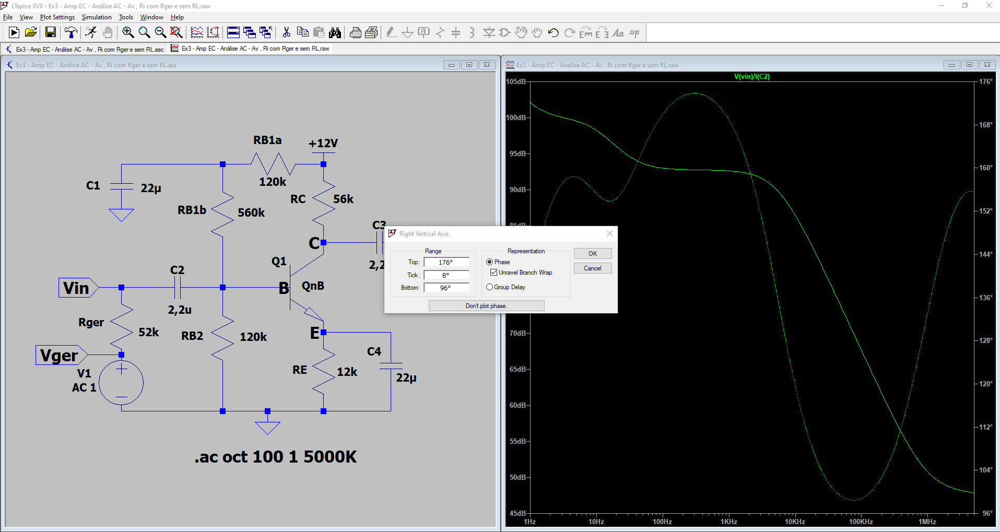 LTspice XVII - Ex3 - Amp EC - Análise AC - Av , Ri com Rger e sem RL.raw
File View Plot Settings Simulation Tools Window Help
Aa .op
Ex3 - Amp EC - Análise AC - Av , Ri com Rger e sem RL.asc
Ex3 - Amp EC - Análise AC - Av , Ri com Rger e sem RL.raw
Ex3 - Amp EC - Análise AC - Av , Ri com Rger e sem RL.asc
RB1a
+12V
120k
C1
22µ
RC
56k
RB1b
560k
C3
C
2,2
Q1
C2
Vin
B
QnB
2,2u
Rger
52k
RB2
120k
E
Vger
C4
V1
AC 1
RE
12k
22µ
.ac oct 100 1 5000K
Right Vertical Axis
Range
Top: 176°
Tick: 8°
Bottom: 96°
Representation
Phase
Unravel Branch Wrap
Group Delay
OK
Cancel
Don't plot phase.
Ex3 - Amp EC - Análise AC - Av , Ri com Rger e sem RL.raw
V(vin)/I(C2)
105dB
100dB
95dB
90dB
85dB
70dB
65dB
60dB
55dB
50dB
45dB
176°
168°
160°
152°
144°
136°
128°
120°
112°
104°
96°
1Hz 10Hz 100Hz 1KHz 10KHz 100KHz 1MHz